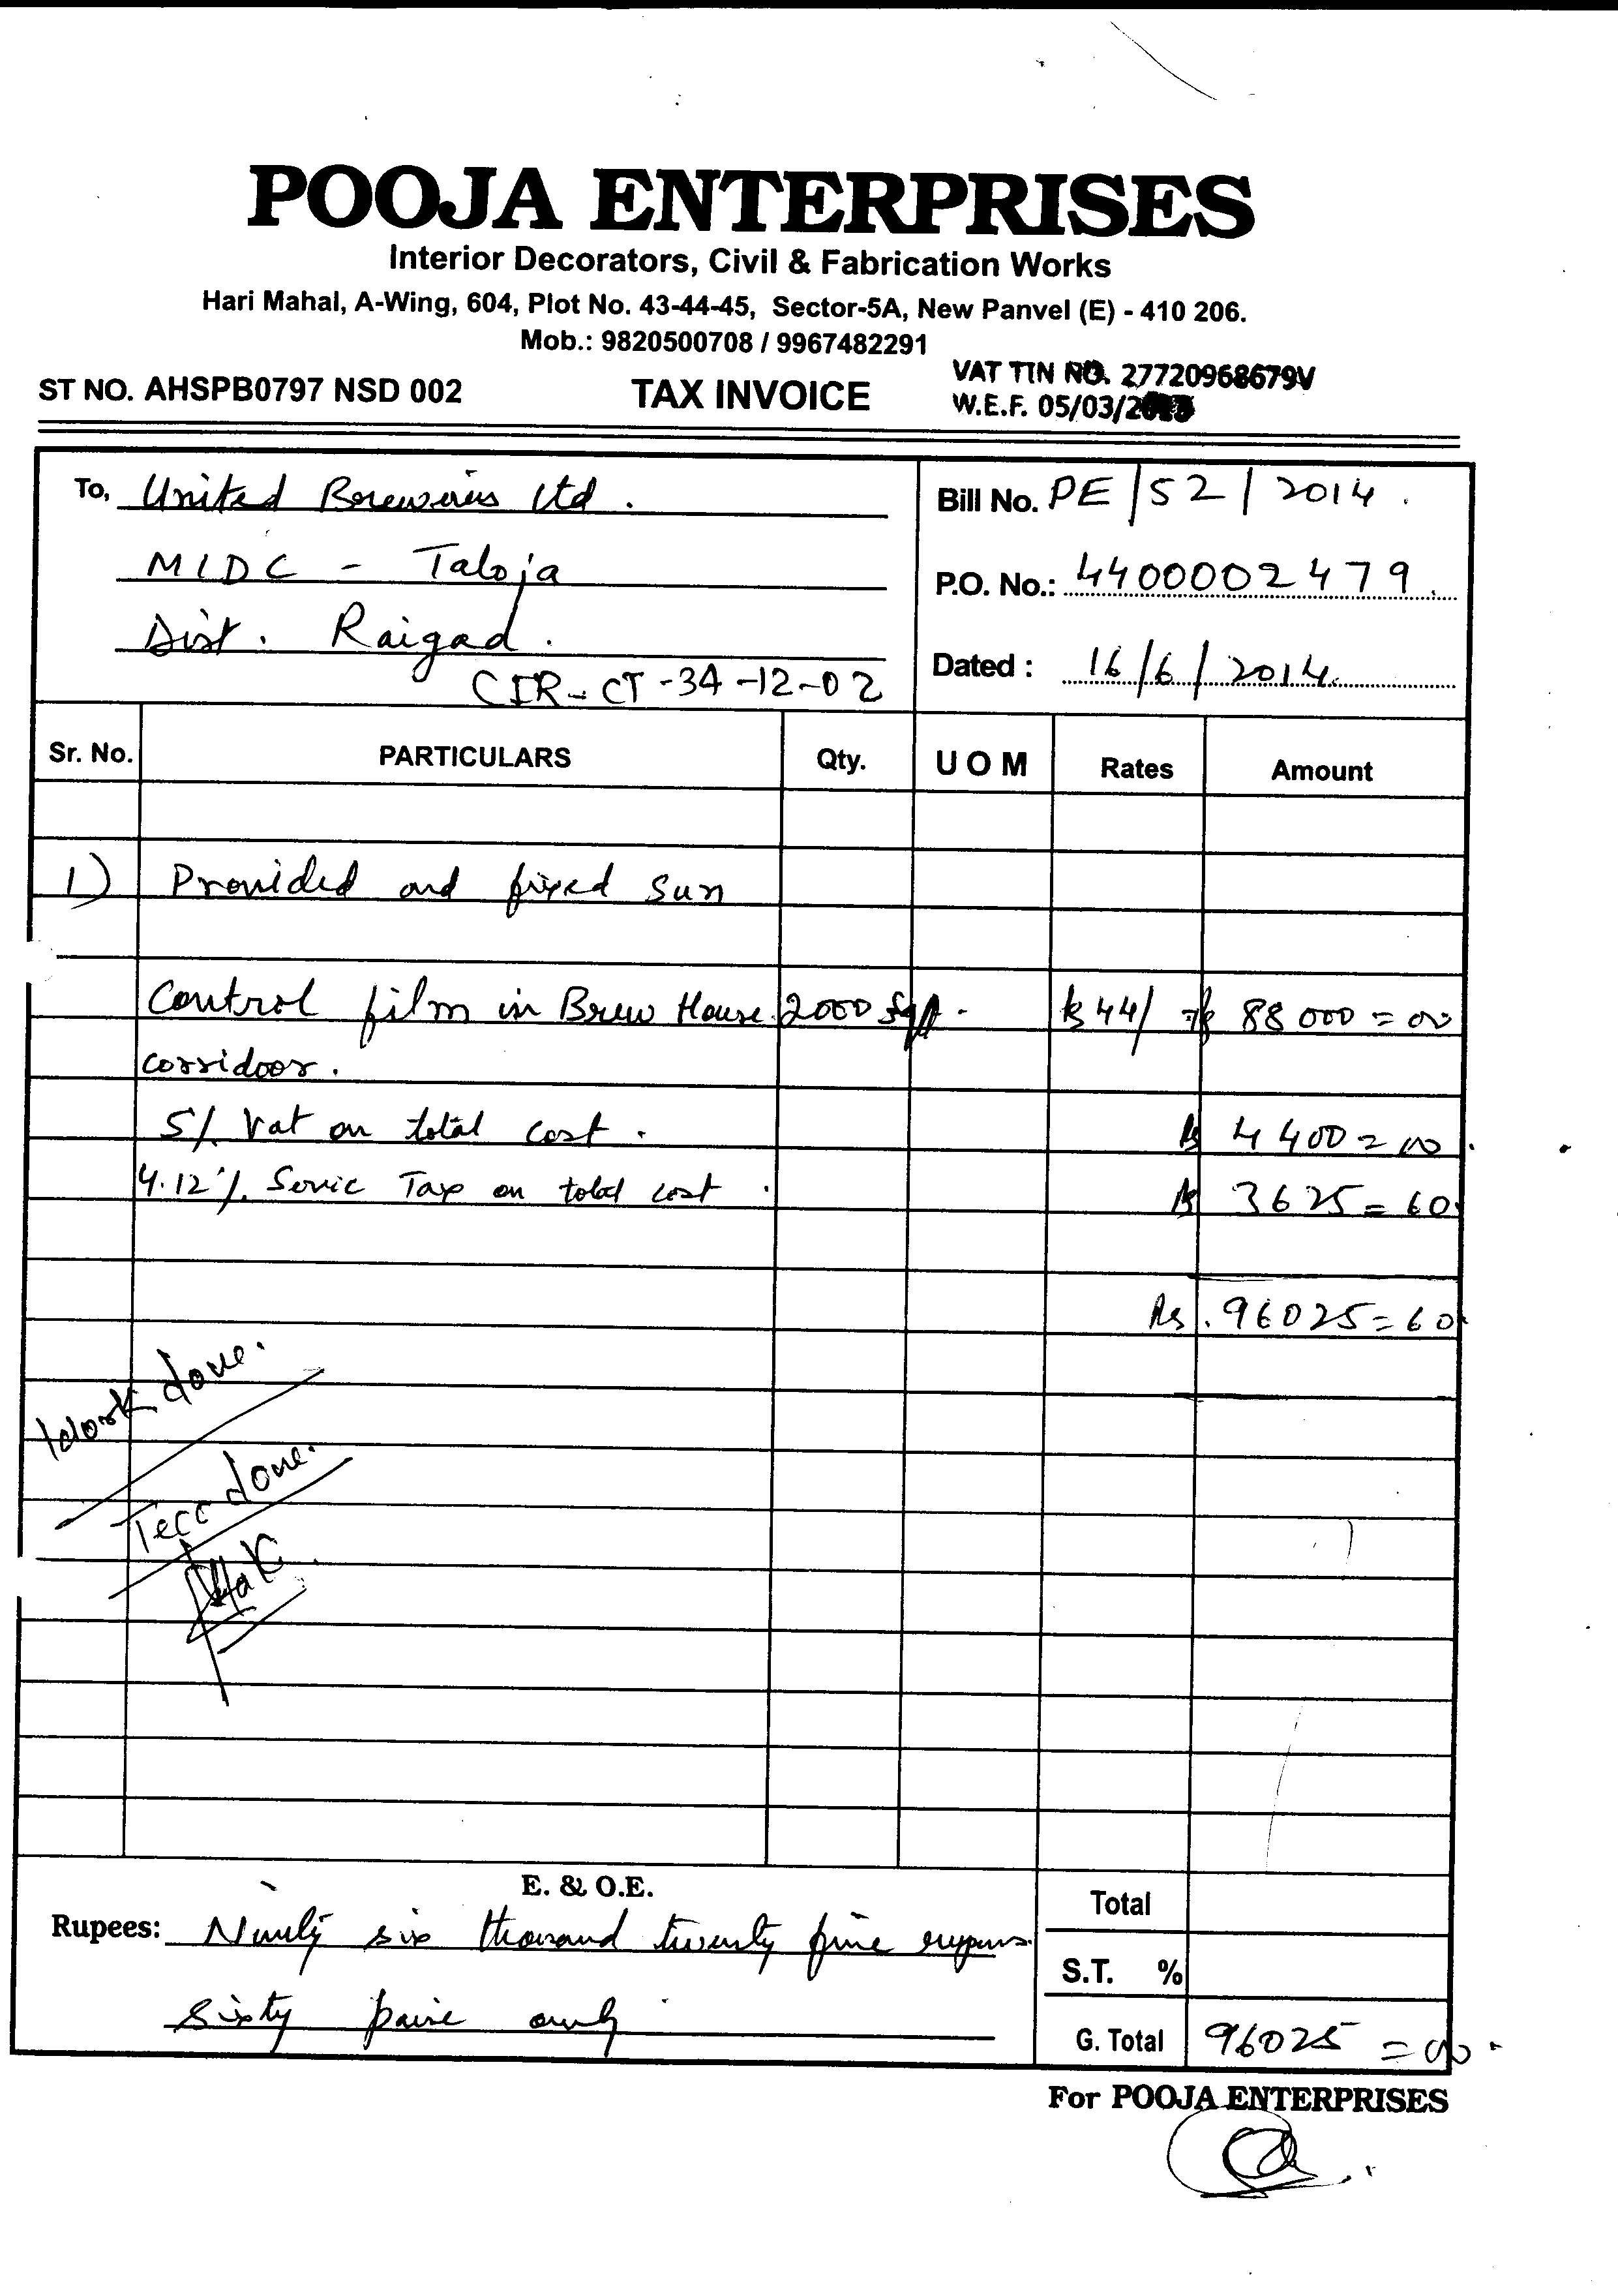 POOJA ENTERPRISES
Interior Decorators, Civil & Fabrication Works
Hari Mahal, A-Wing, 604, Plot No. 43-44-45, Sector-5A, New Panvel (E) - 410 206.
Mob.: 9820500708 / 9967482291
ST NO. AHSPB0797 NSD 002 TAX INVOICE VAT TIN NO. 27720968679V
W.E.F. 05/03/
To, United Breweries Ltd.
MIDC - Taloja
Dist. Raigad.
CIR-CT-34-12-02
Bill No. PE/52/2014.
P.O. No.: 4400002479.
Dated : 16/6/2014.
Sr. No. PARTICULARS Qty. UOM Rates Amount
1) Provided and fixed sun
Control film in Brew House. 2000 Sqft. Rs 44/ Rs 88000=00
corridoor.
5%. Vat on total cost. Rs 4400=00.
4.12%. Servic Tax on total cost. Rs 3625=60.
Rs. 96025=60.
Work done.
Teco done.
E. & O.E.
Rupees: Ninty six thousand twenty five rupees
Sixty paise only
Total
S.T. %
G. Total 96025=00.
For POOJA ENTERPRISES